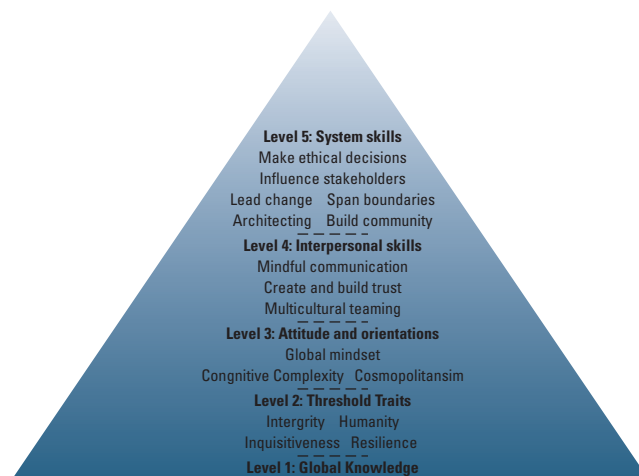 Level 5: System skills
Make ethical decisions
Influence stakeholders
Lead change Span boundaries
Architecting Build community
Level 4: Interpersonal skills
Mindful communication
Create and build trust
Multicultural teaming
Level 3: Attitude and orientations
Global mindset
Congnitive Complexity Cosmopolitansim
Level 2: Threshold Traits
Intergrity Humanity
Inquisitiveness Resilience
Level 1: Global Knowledge